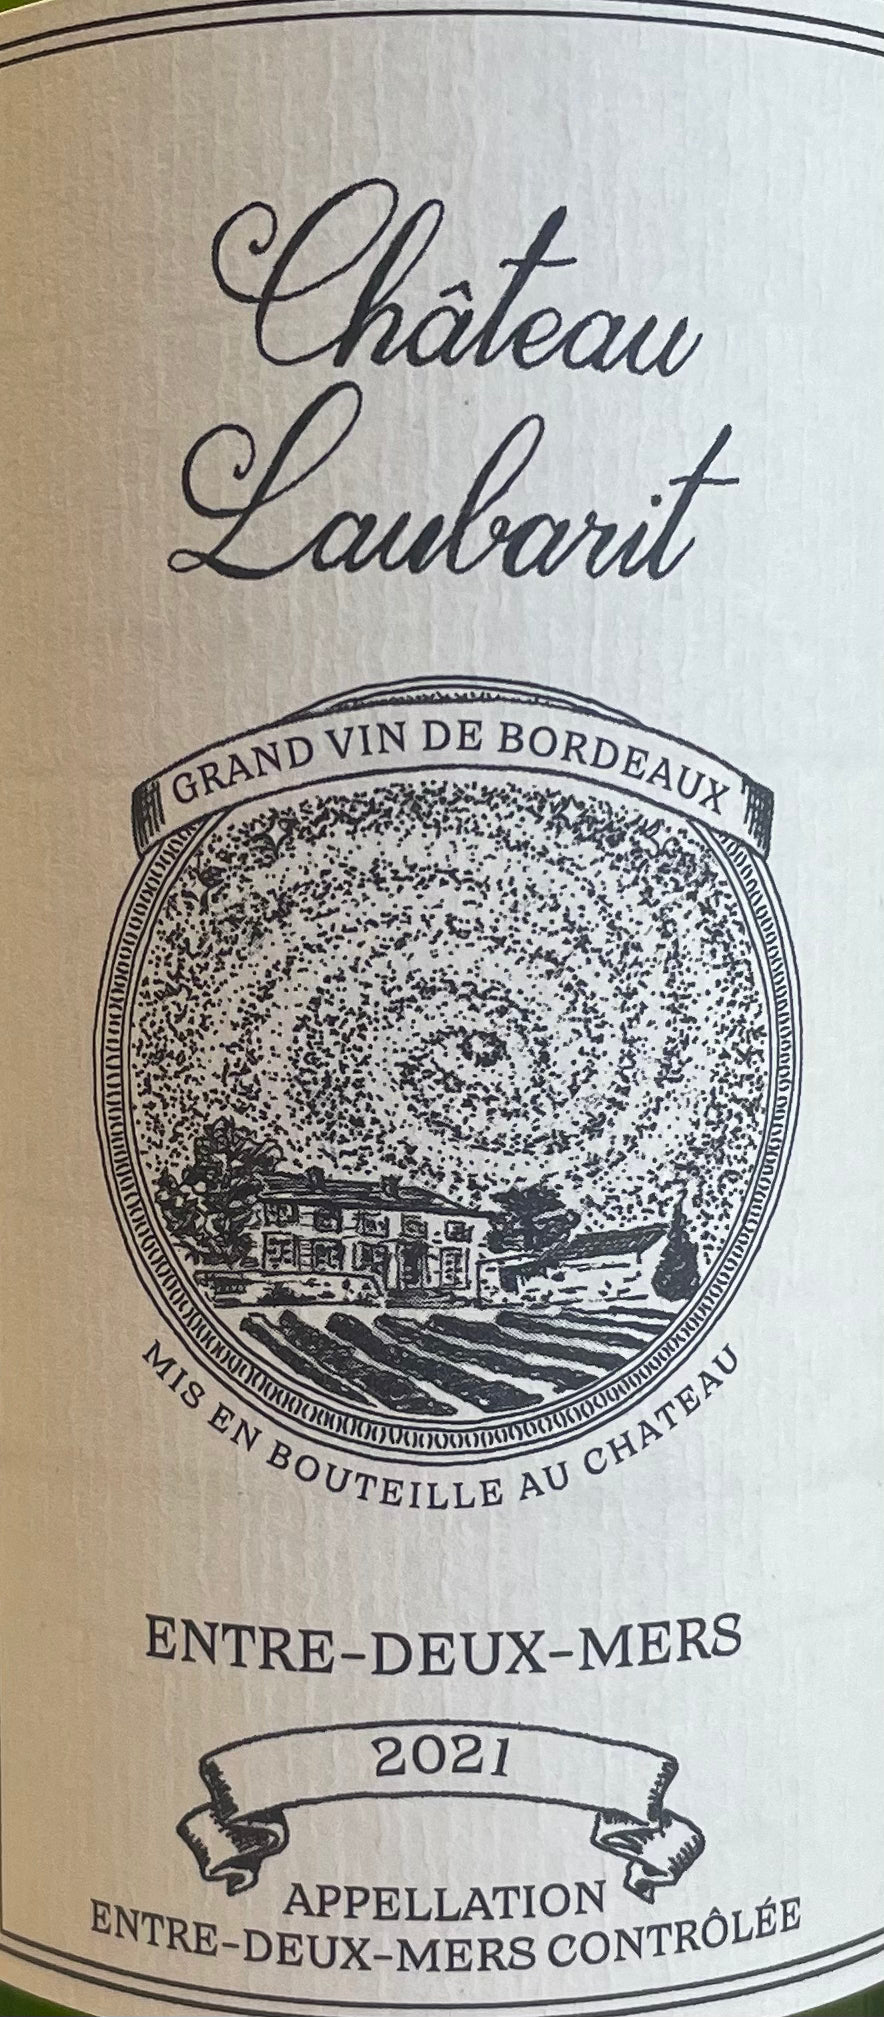 Château
Laubarit
GRAND VIN DE BORDEAUX
MIS EN BOUTEILLE AU CHATEAU
ENTRE-DEUX-MERS
2021
APPELLATION
ENTRE-DEUX-MERS CONTRÔLÉE